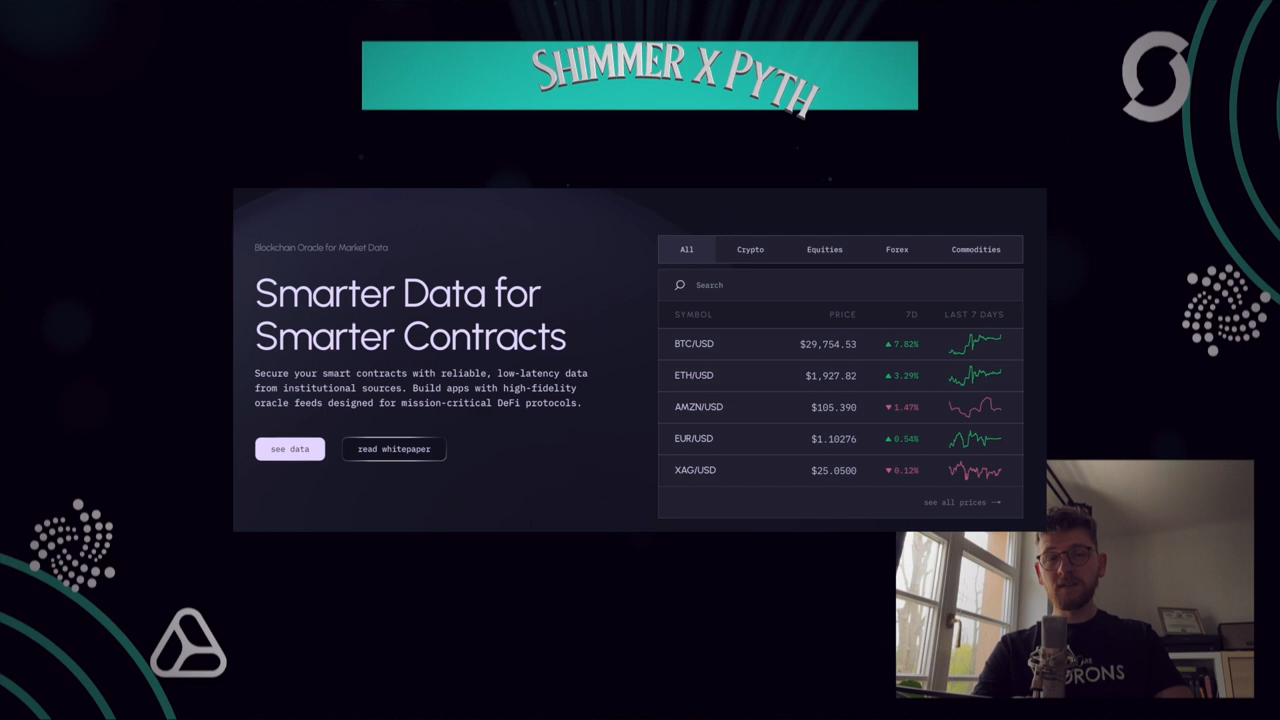 SHIMMER X PYTH
Blockchain Oracle for Market Data
Smarter Data for
Smarter Contracts
Secure your smart contracts with reliable, low-latency data
from institutional sources. Build apps with high-fidelity
oracle feeds designed for mission-critical DeFi protocols.
see data
read whitepaper
All Crypto Equities Forex Commodities
Search
SYMBOL PRICE 7D LAST 7 DAYS
BTC/USD $29,754.53 ▲ 7.82%
ETH/USD $1,927.82 ▲ 3.29%
AMZN/USD $105.390 ▼ 1.47%
EUR/USD $1.10276 ▲ 0.54%
XAG/USD $25.0500 ▼ 0.12%
see all prices →